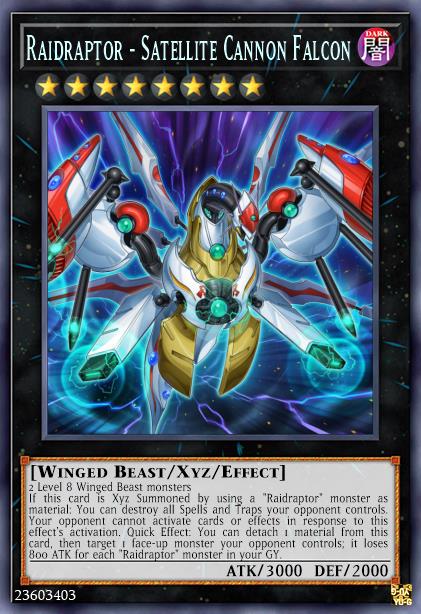 Raidraptor - Satellite Cannon Falcon
DARK
闇
[Winged Beast/Xyz/Effect]
2 Level 8 Winged Beast monsters
If this card is Xyz Summoned by using a "Raidraptor" monster as
material: You can destroy all Spells and Traps your opponent controls.
Your opponent cannot activate cards or effects in response to this
effect's activation. Quick Effect: You can detach 1 material from this
card, then target 1 face-up monster your opponent controls; it loses
800 ATK for each "Raidraptor" monster in your GY.
ATK/3000 DEF/2000
23603403